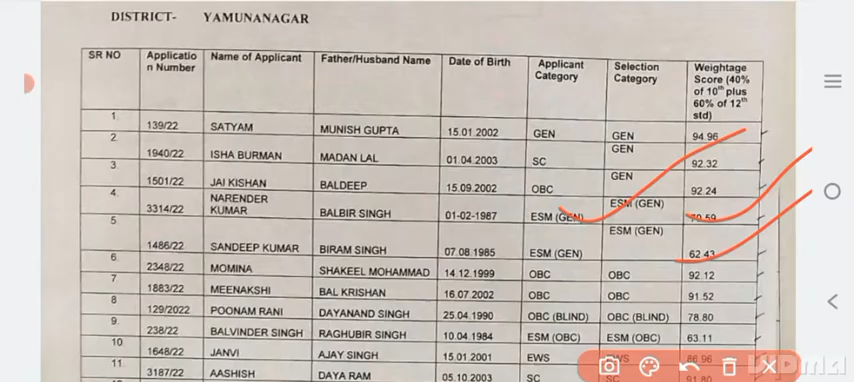 DISTRICT- YAMUNANAGAR
SR NO Applicatio n Number Name of Applicant Father/Husband Name Date of Birth Applicant Category Selection Category Weightage Score (40% of 10th plus 60% of 12th std)
1. 139/22 SATYAM MUNISH GUPTA 15.01.2002 GEN GEN 94.96
2. 1940/22 ISHA BURMAN MADAN LAL 01.04.2003 SC GEN 92.32
3. 1501/22 JAI KISHAN BALDEEP 15.09.2002 OBC GEN 92.24
4. 3314/22 NARENDER KUMAR BALBIR SINGH 01-02-1987 ESM (GEN) ESM (GEN) 70.59
5. 1486/22 SANDEEP KUMAR BIRAM SINGH 07.08.1985 ESM (GEN) ESM (GEN) 62.43
6. 2348/22 MOMINA SHAKEEL MOHAMMAD 14.12.1999 OBC OBC 92.12
7 1883/22 MEENAKSHI BAL KRISHAN 16.07.2002 OBC OBC 91.52
8 129/2022 POONAM RANI DAYANAND SINGH 25.04.1990 OBC (BLIND) OBC (BLIND) 78.80
9. 238/22 BALVINDER SINGH RAGHUBIR SINGH 10.04.1984 ESM (OBC) ESM (OBC) 63.11
10 1648/22 JANVI AJAY SINGH 15.01.2001 EWS EWS 86.96
11 3187/22 AASHISH DAYA RAM 05.10.2003 SC SC 91.80